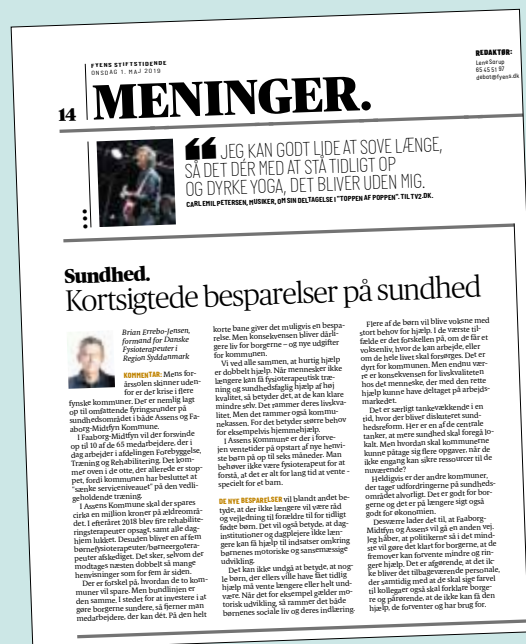 FYENS STIFTSTIDENDE
ONSDAG 1. MAJ 2019
REDAKTØR:
Lene Sorup
65 45 51 97
debat@fyens.dk
14 MENINGER.
JEG KAN GODT LIDE AT SOVE LÆNGE,
SÅ DET DÉR MED AT STÅ TIDLIGT OP
OG DYRKE YOGA, DET BLIVER UDEN MIG.
CARL EMIL PETERSEN, MUSIKER, OM SIN DELTAGELSE I "TOPPEN AF POPPEN". TIL TV2.DK.
Sundhed.
Kortsigtede besparelser på sundhed
Brian Errebo-Jensen,
formand for Danske
Fysioterapeuter i
Region Syddanmark
KOMMENTAR: Mens for-
årssolen skinner uden-
for er der krise i flere
fynske kommuner. Der er nemlig lagt
op til omfattende fyringsrunder på
sundhedsområdet i både Assens og Fa-
aborg-Midtfyn Kommune.
I Faaborg-Midtfyn vil der forsvinde
op til 10 af de 65 medarbejdere, der i
dag arbejder i afdelingen Forebyggelse,
Træning og Rehabilitering. Det kom-
mer oven i de otte, der allerede er stop-
pet, fordi kommunen har besluttet at
"sænke serviceniveauet" på den vedli-
geholdende træning.
I Assens Kommune skal der spares
cirka en million kroner på ældreområ-
det. I efteråret 2018 blev fire rehabilite-
ringsterapeuter opsagt, samt alle dag-
hjem lukket. Desuden bliver en af fem
børnefysioterapeuter/børneergotera-
peuter afskediget. Det sker, selvom der
modtages næsten dobbelt så mange
henvisninger som for fem år siden.
Der er forskel på, hvordan de to kom-
muner vil spare. Men bundlinjen er
den samme. I stedet for at investere i at
gøre borgerne sundere, så fjerner man
medarbejdere, der kan det. På den helt
korte bane giver det muligvis en bespa-
relse. Men konsekvensen bliver dårli-
gere liv for borgerne – og nye udgifter
for kommunen.
Vi ved alle sammen, at hurtig hjælp
er dobbelt hjælp. Når mennesker ikke
længere kan få fysioterapeutisk træ-
ning og sundhedsfaglig hjælp af høj
kvalitet, så betyder det, at de kan klare
mindre selv. Det rammer deres livskva-
litet. Men det rammer også kommu-
nekassen. For det betyder større behov
for eksempelvis hjemmehjælp.
I Assens Kommune er der i forve-
jen ventetider på opstart af nye henvi-
ste børn på op til seks måneder. Man
behøver ikke være fysioterapeut for at
forstå, at det er alt for lang tid at vente -
specielt for et barn.
DE NYE BESPARELSER vil blandt andet be-
tyde, at der ikke længere vil være råd
og vejledning til forældre til for tidligt
fødte børn. Det vil også betyde, at dag-
institutioner og dagplejere ikke læn-
gere kan få hjælp til indsatser omkring
børnenes motoriske og sansemæssige
udvikling.
Det kan ikke undgå at betyde, at nog-
le børn, der ellers ville have fået tidlig
hjælp må vente længere eller helt und-
være. Når det for eksempel gælder mo-
torisk udvikling, så rammer det både
børnenes sociale liv og deres indlæring.
Flere af de børn vil blive voksne med
stort behov for hjælp. I de værste til-
fælde er det forskellen på, om de får et
voksenliv, hvor de kan arbejde, eller
om de hele livet skal forsørges. Det er
dyrt for kommunen. Men endnu vær-
re er konsekvensen for livskvaliteten
hos det menneske, der med den rette
hjælp kunne have deltaget på arbejds-
markedet.
Det er særligt tankevækkende i en
tid, hvor der bliver diskuteret sund-
hedsreform. Her er en af de centrale
tanker, at mere sundhed skal foregå lo-
kalt. Men hvordan skal kommunerne
kunne påtage sig flere opgaver, når de
ikke engang kan sikre ressourcer til de
nuværende?
Heldigvis er der andre kommuner,
der tager udfordringerne på sundheds-
området alvorligt. Det er godt for bor-
gerne og det er på længere sigt også
godt for økonomien.
Desværre lader det til, at Faaborg-
Midtfyn og Assens vil gå en anden vej.
Jeg håber, at politikerne så i det mind-
ste vil gøre det klart for borgerne, at de
fremover kan forvente mindre og rin-
gere hjælp. Det er afgørende, at det ik-
ke bliver det tilbageværende personale,
der samtidig med at de skal sige farvel
til kollegaer også skal forklare borge-
re og pårørende, at de ikke kan få den
hjælp, de forventer og har brug for.